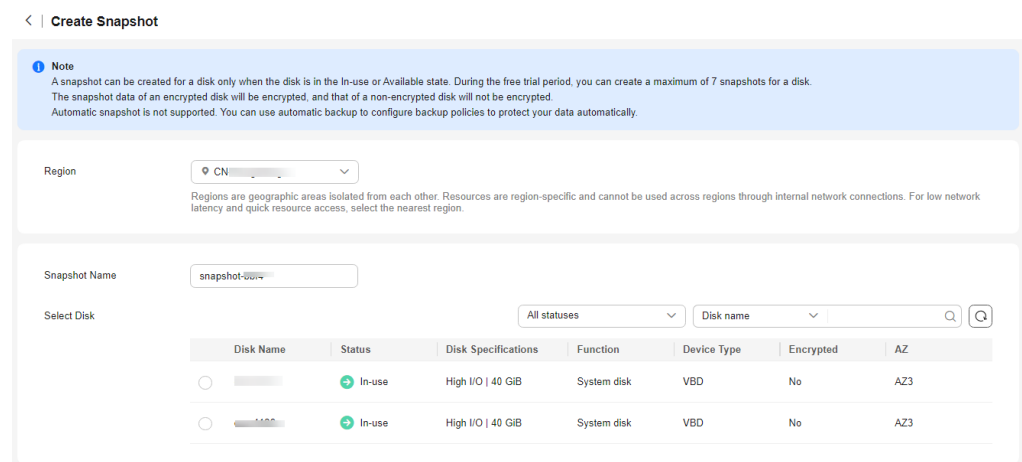 Create Snapshot
Note
A snapshot can be created for a disk only when the disk is in the In-use or Available state. During the free trial period, you can create a maximum of 7 snapshots for a disk.
The snapshot data of an encrypted disk will be encrypted, and that of a non-encrypted disk will not be encrypted.
Automatic snapshot is not supported. You can use automatic backup to configure backup policies to protect your data automatically.
Region
CN
Regions are geographic areas isolated from each other. Resources are region-specific and cannot be used across regions through internal network connections. For low network
latency and quick resource access, select the nearest region.
Snapshot Name
Select Disk
All statuses
Disk name
Disk Name Status Disk Specifications Function Device Type Encrypted AZ
In-use High I/O | 40 GiB System disk VBD No AZ3
In-use High I/O | 40 GiB System disk VBD No AZ3